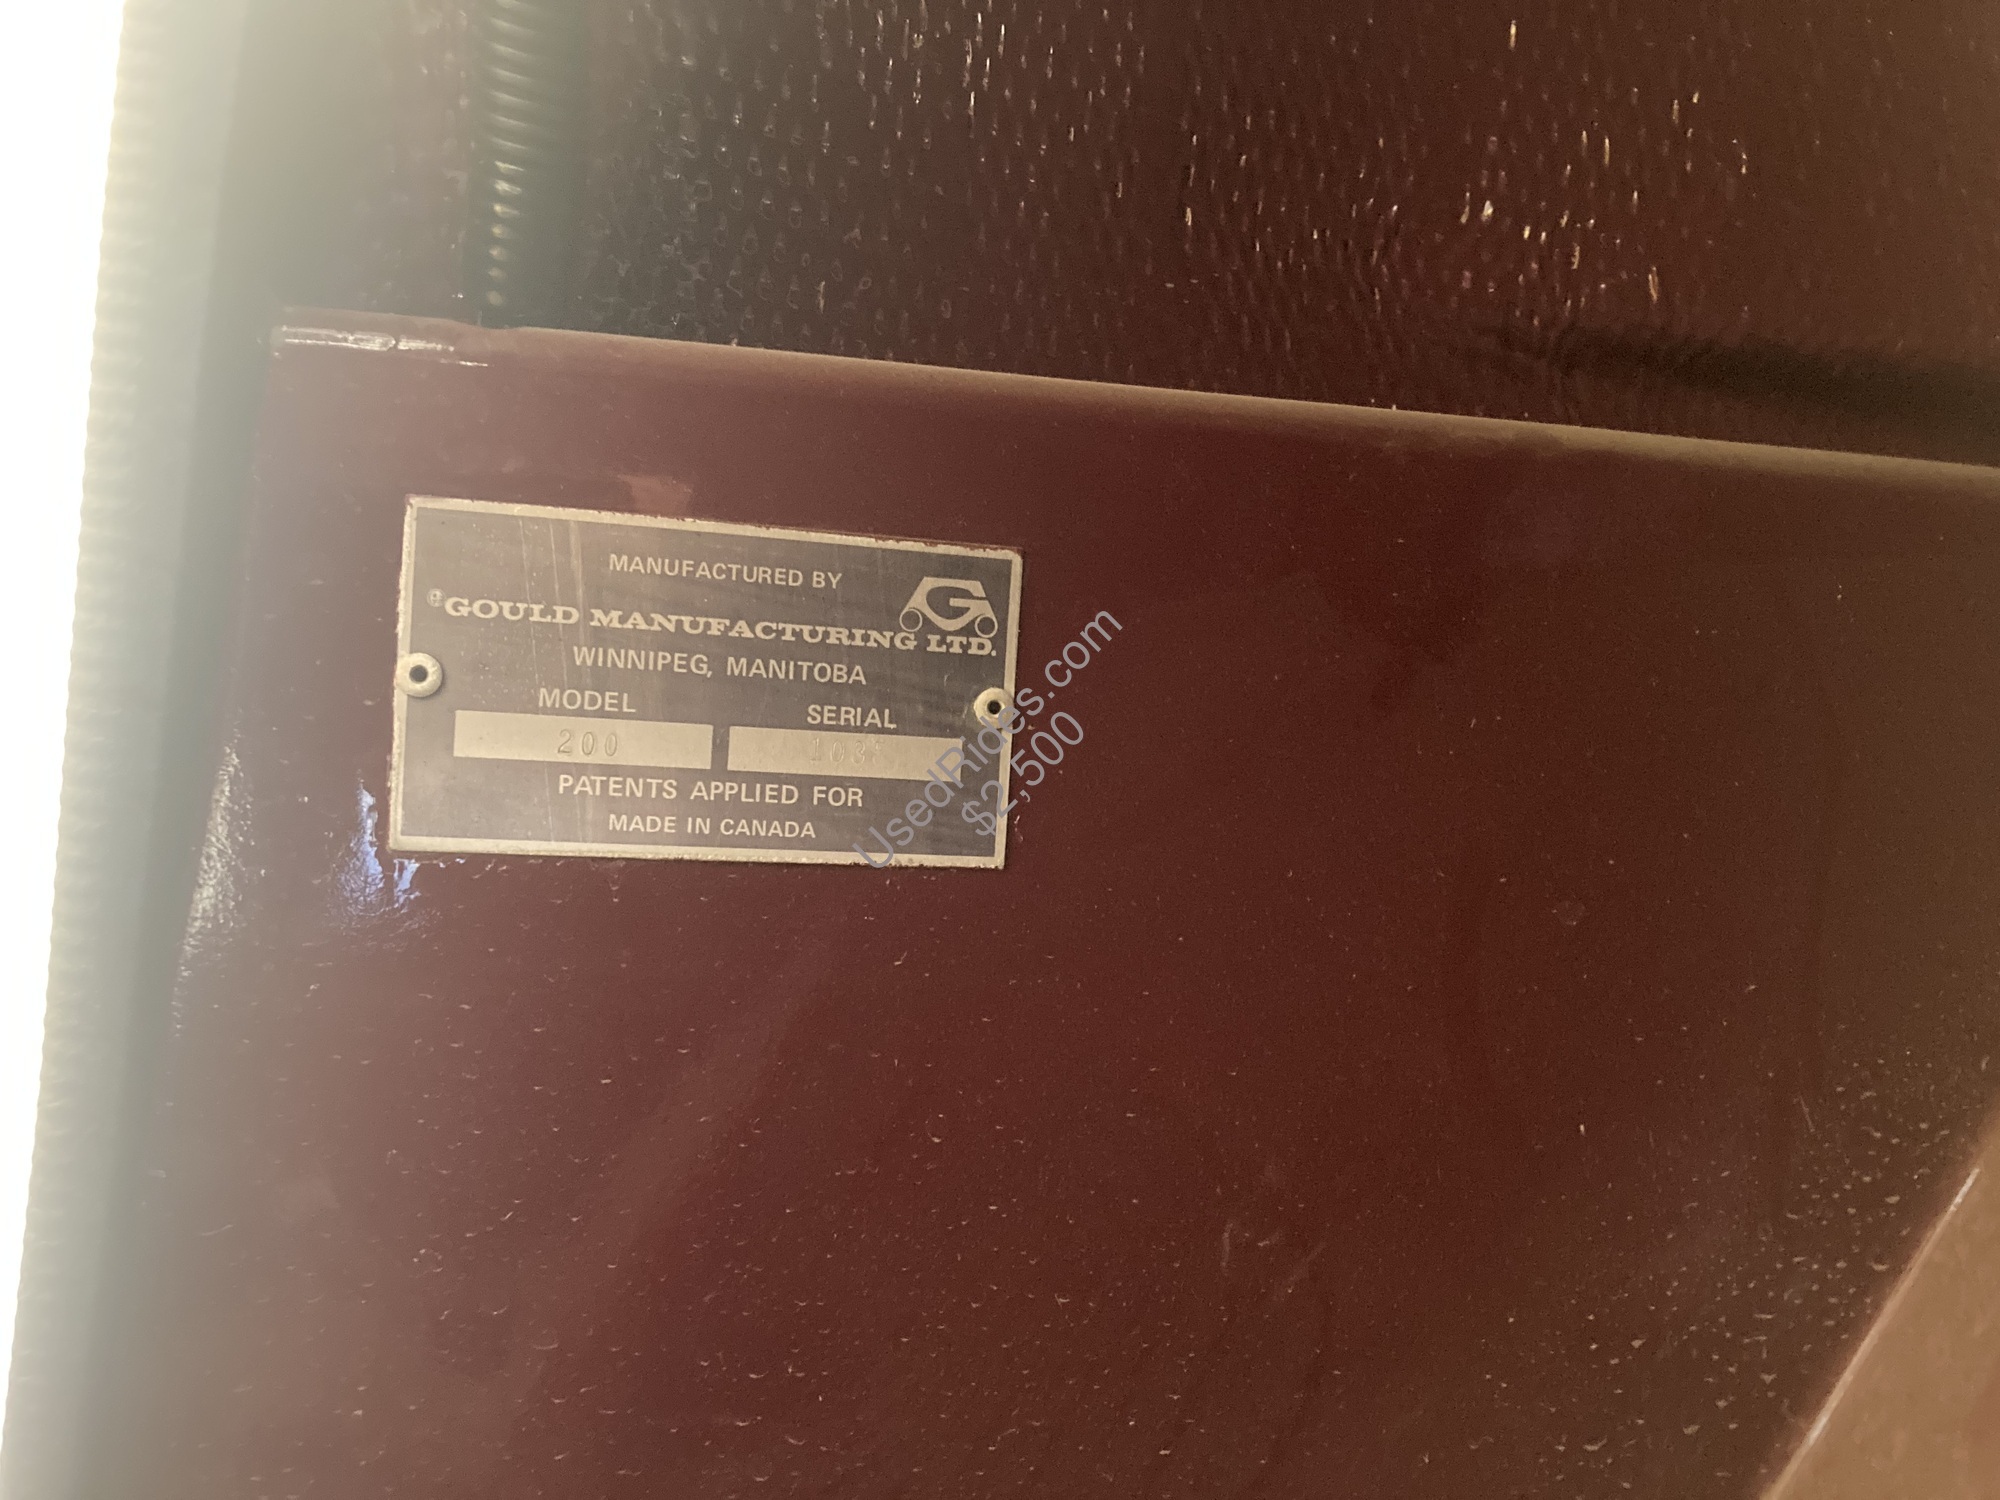 MANUFACTURED BY
G
GOULD MANUFACTURING LTD.
WINNIPEG, MANITOBA
MODEL SERIAL
200
PATENTS APPLIED FOR
MADE IN CANADA
UsedRides.com
$2,500